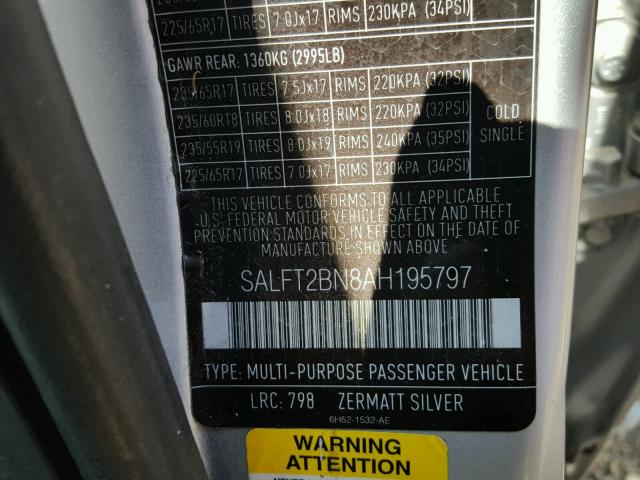 225/65R17 TIRES 7.0Jx17 RIMS 230KPA (34PSI)
GAWR REAR: 1360KG (2995LB)
235/65R17 TIRES 7.5Jx17 RIMS 220KPA (32PSI)
235/60R18 TIRES 8.0Jx18 RIMS 220KPA (32PSI) COLD
235/55R19 TIRES 8.0Jx19 RIMS 240KPA (35PSI) SINGLE
225/65R17 TIRES 7.0Jx17 RIMS 230KPA (34PSI)
THIS VEHICLE CONFORMS TO ALL APPLICABLE
U.S. FEDERAL MOTOR VEHICLE SAFETY AND THEFT
PREVENTION STANDARDS IN EFFECT ON THE DATE OF
MANUFACTURE SHOWN ABOVE
SALFT2BN8AH195797
TYPE: MULTI-PURPOSE PASSENGER VEHICLE
LRC: 798 ZERMATT SILVER
6H52-1532-AE
WARNING
ATTENTION